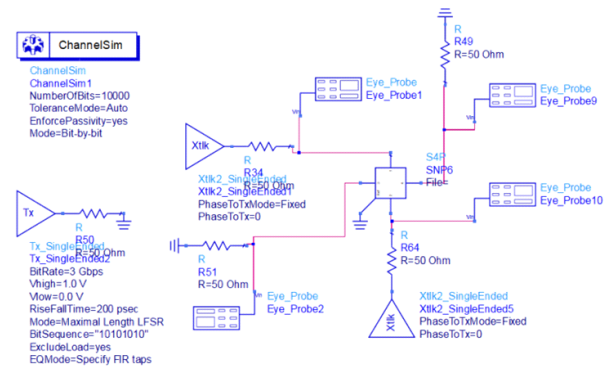 ChannelSim
ChannelSim
ChannelSim1
NumberOfBits=10000
ToleranceMode=Auto
EnforcePassivity=yes
Mode=Bit-by-bit
R
R49
R=50 Ohm
Eye_Probe
Eye_Probe1
Eye_Probe
Eye_Probe9
Xtlk
R
R34
R=50 Ohm
Xtlk2_SingleEnded
Xtlk2_SingleEnded1
PhaseToTxMode=Fixed
PhaseToTx=0
S4P
SNP6
File=
3
Eye_Probe
Eye_Probe10
Tx
R
R50
R=50 Ohm
Tx_SingleEnded
Tx_SingleEnded2
BitRate=3 Gbps
Vhigh=1.0 V
Vlow=0.0 V
RiseFallTime=200 psec
Mode=Maximal Length LFSR
BitSequence="10101010"
ExcludeLoad=yes
EQMode=Specify FIR taps
R
R51
R=50 Ohm
Eye_Probe
Eye_Probe2
R
R64
R=50 Ohm
Xtlk
Xtlk2_SingleEnded
Xtlk2_SingleEnded5
PhaseToTxMode=Fixed
PhaseToTx=0